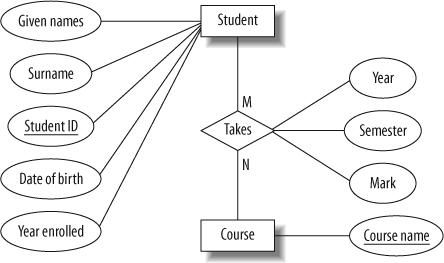 Given names
Student
Surname
Year
Student ID
M
Takes
Semester
Date of birth
N
Mark
Year enrolled
Course
Course name